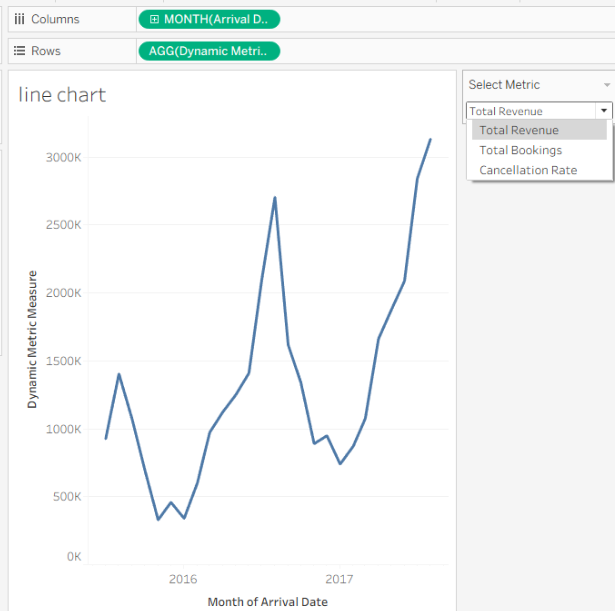 Columns
MONTH(Arrival D..
Rows
AGG(Dynamic Metri..
line chart
Select Metric
Total Revenue
Total Revenue
Total Bookings
Cancellation Rate
3000K
2500K
2000K
1500K
1000K
500K
0K
Dynamic Metric Measure
2016
2017
Month of Arrival Date